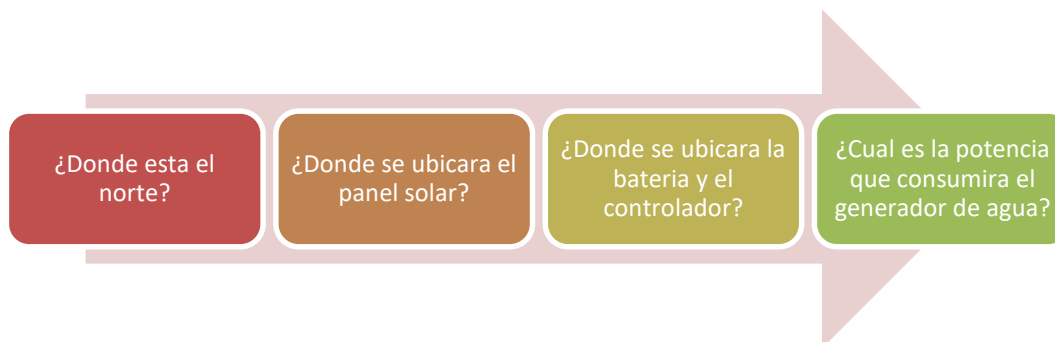 ¿Donde esta el
norte?
¿Donde se ubicara el
panel solar?
¿Donde se ubicara la
bateria y el
controlador?
¿Cual es la potencia
que consumira el
generador de agua?